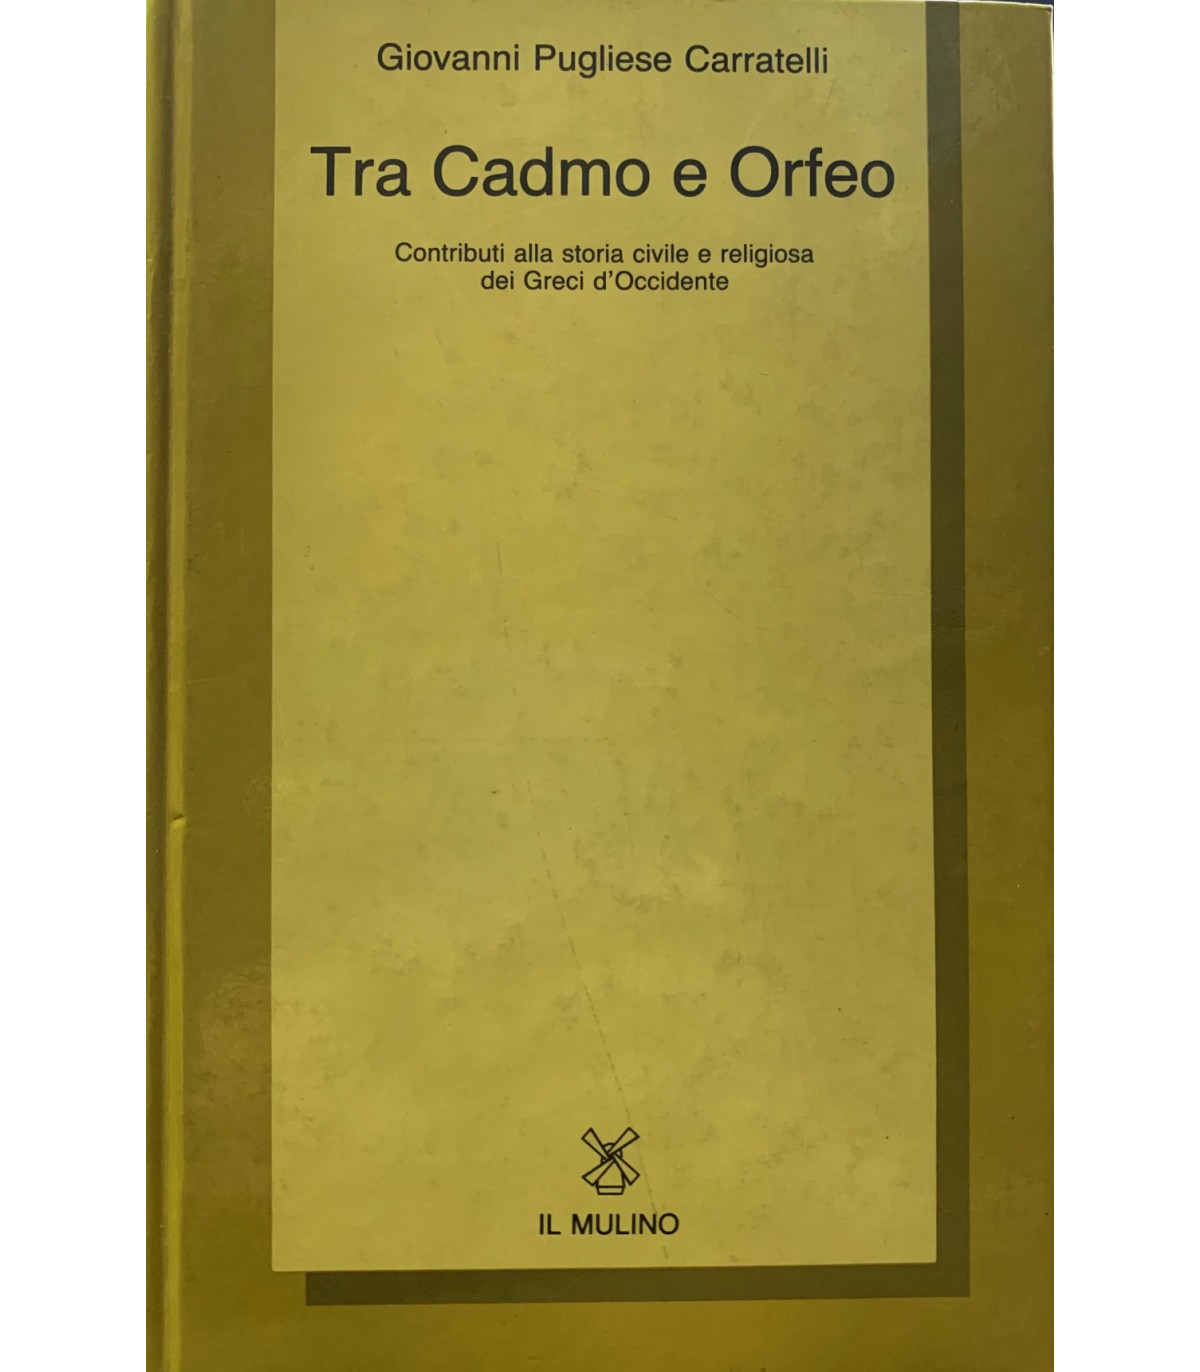 Giovanni Pugliese Carratelli
Tra Cadmo e Orfeo
Contributi alla storia civile e religiosa
dei Greci d'Occidente
IL MULINO